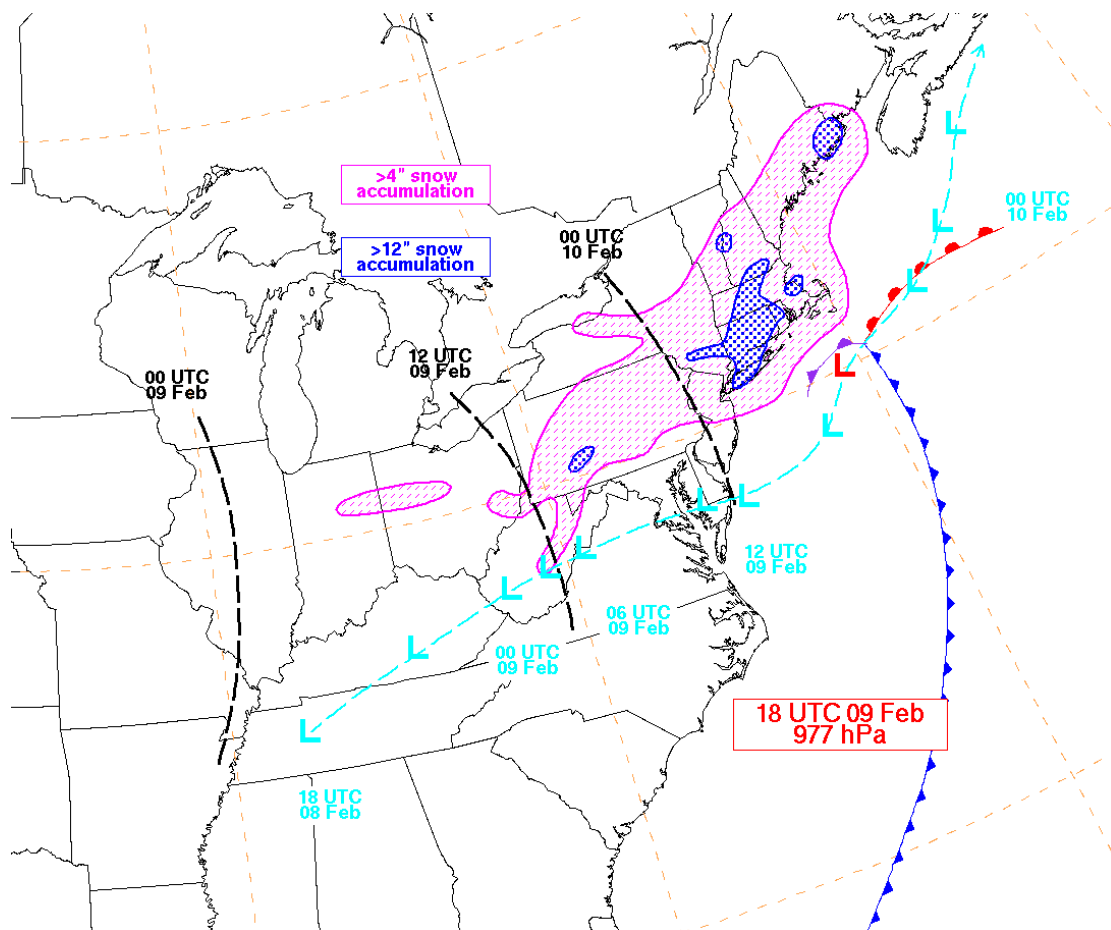 >4" snow
accumulation
>12" snow
accumulation
00 UTC
10 Feb
00 UTC
10 Feb
12 UTC
09 Feb
00 UTC
09 Feb
L
L
L
L
L
L
L
L
L
L
L
L
12 UTC
09 Feb
06 UTC
09 Feb
00 UTC
09 Feb
L
18 UTC 09 Feb
977 hPa
18 UTC
08 Feb